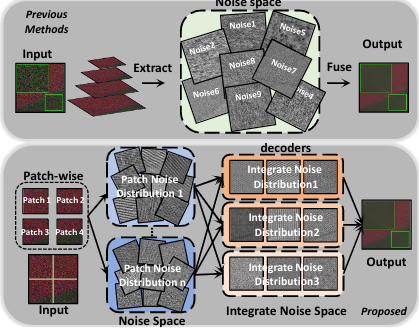 Previous
Methods
Noise space
Input
Noise1
Noise5
Noise2
Noise8
Noise7
Extract
Fuse
Output
Noise6
Noise9
decoders
Patch-wise
Patch 1
Patch 2
Patch 3
Patch 4
Input
Patch Noise
Distribution 1
Patch Noise
Distribution n
Noise Space
Integrate Noise
Distribution1
Integrate Noise
Distribution2
Integrate Noise
Distribution3
Integrate Noise Space
Output
Proposed